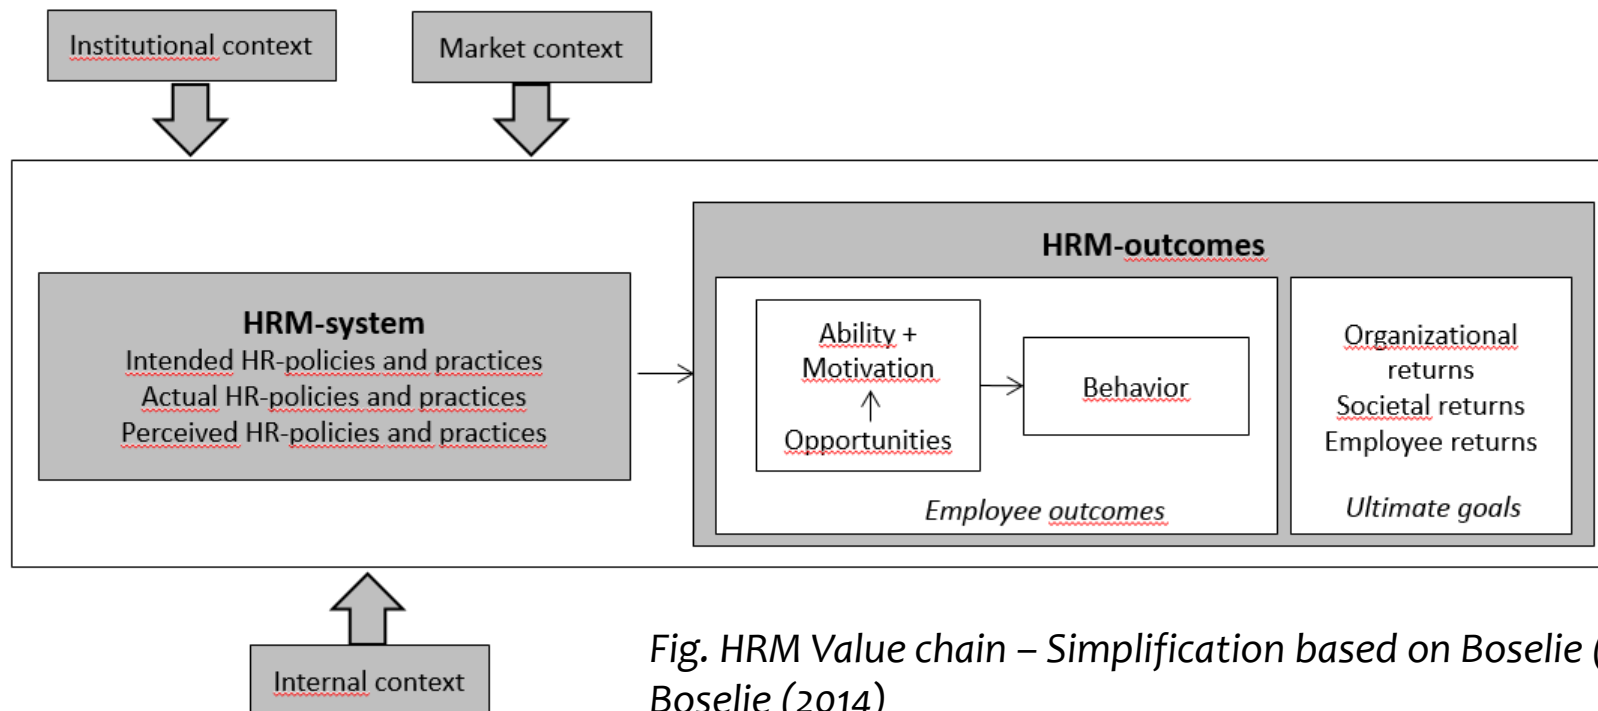 Institutional context
Market context
HRM-outcomes
HRM-system
Intended HR-policies and practices
Actual HR-policies and practices
Perceived HR-policies and practices
Ability +
Motivation
Opportunities
Behavior
Employee outcomes
Organizational
returns
Societal returns
Employee returns
Ultimate goals
Internal context
Fig. HRM Value chain – Simplification based on Boselie (
Boselie (2014)